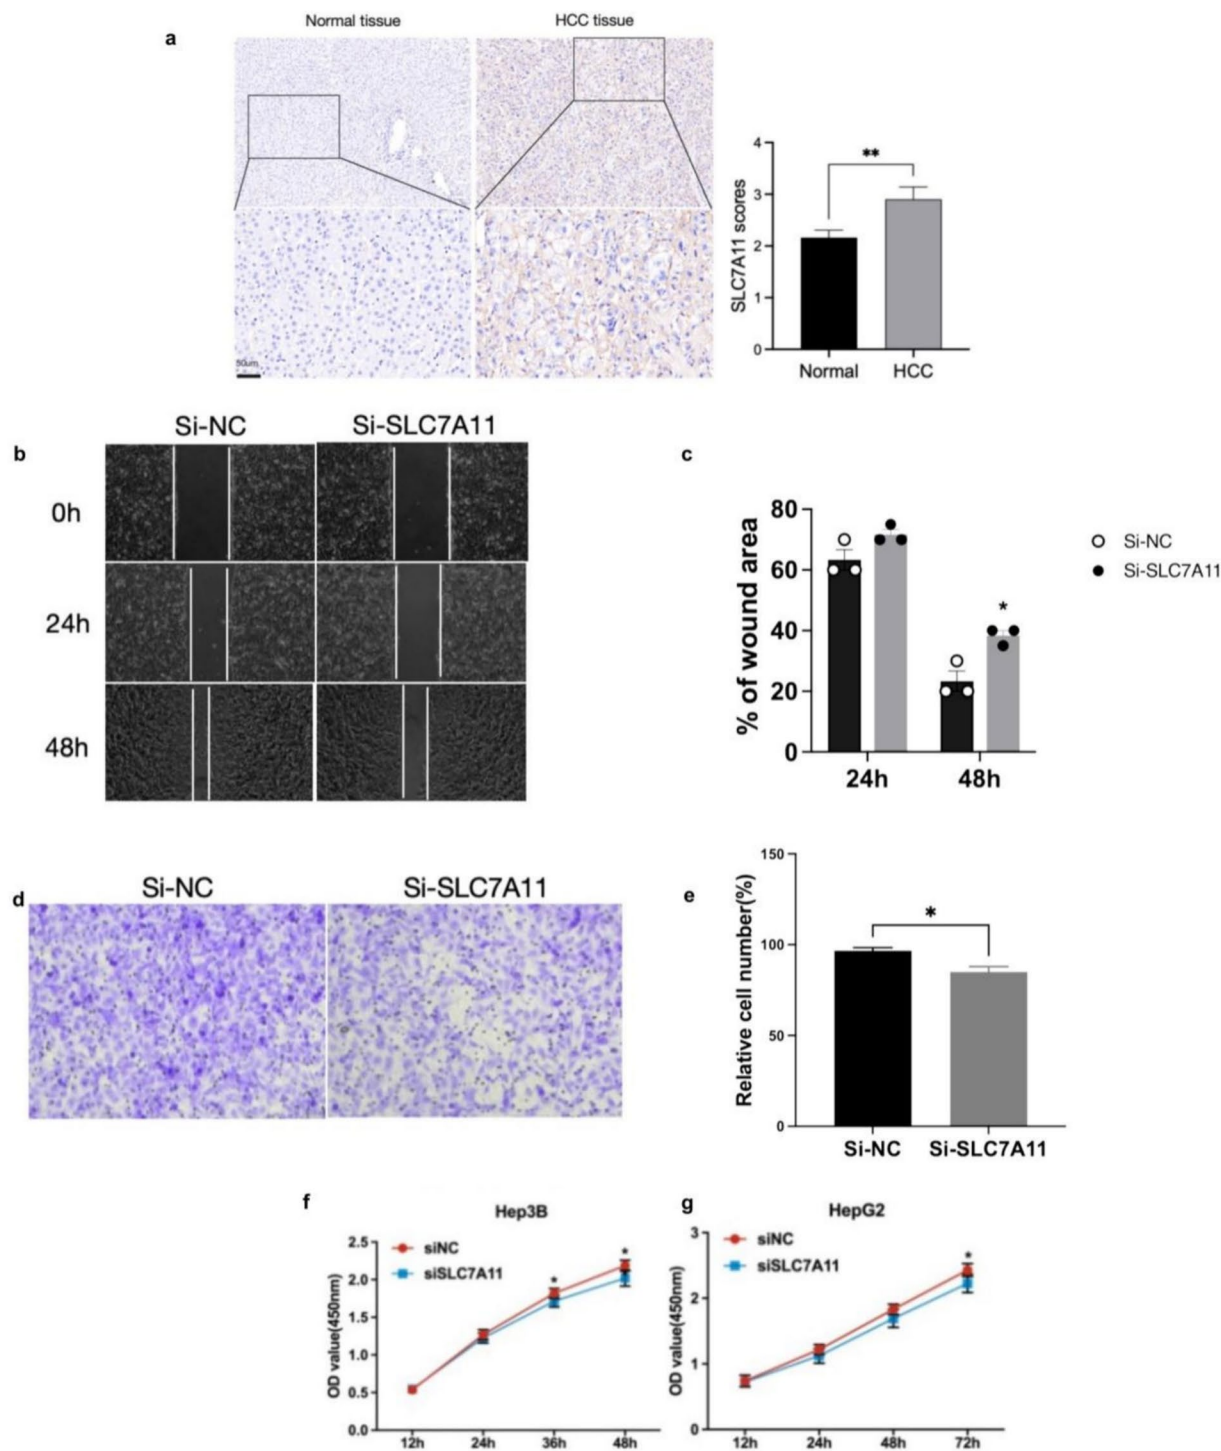 Normal tissue
HCC tissue
a
50um
SLC7A11 scores
4
3
2
1
0
**
Normal
HCC
b
Si-NC
Si-SLC7A11
0h
24h
48h
c
% of wound area
80
60
40
20
0
*
24h
48h
Si-NC
Si-SLC7A11
d
Si-NC
Si-SLC7A11
e
Relative cell number(%)
150
100
50
0
*
Si-NC
Si-SLC7A11
f
Hep3B
OD value(450nm)
2.5
2.0
1.5
1.0
0.5
0.0
siNC
siSLC7A11
*
*
12h
24h
36h
48h
g
HepG2
OD value(450nm)
3
2
1
0
siNC
siSLC7A11
*
12h
24h
48h
72h